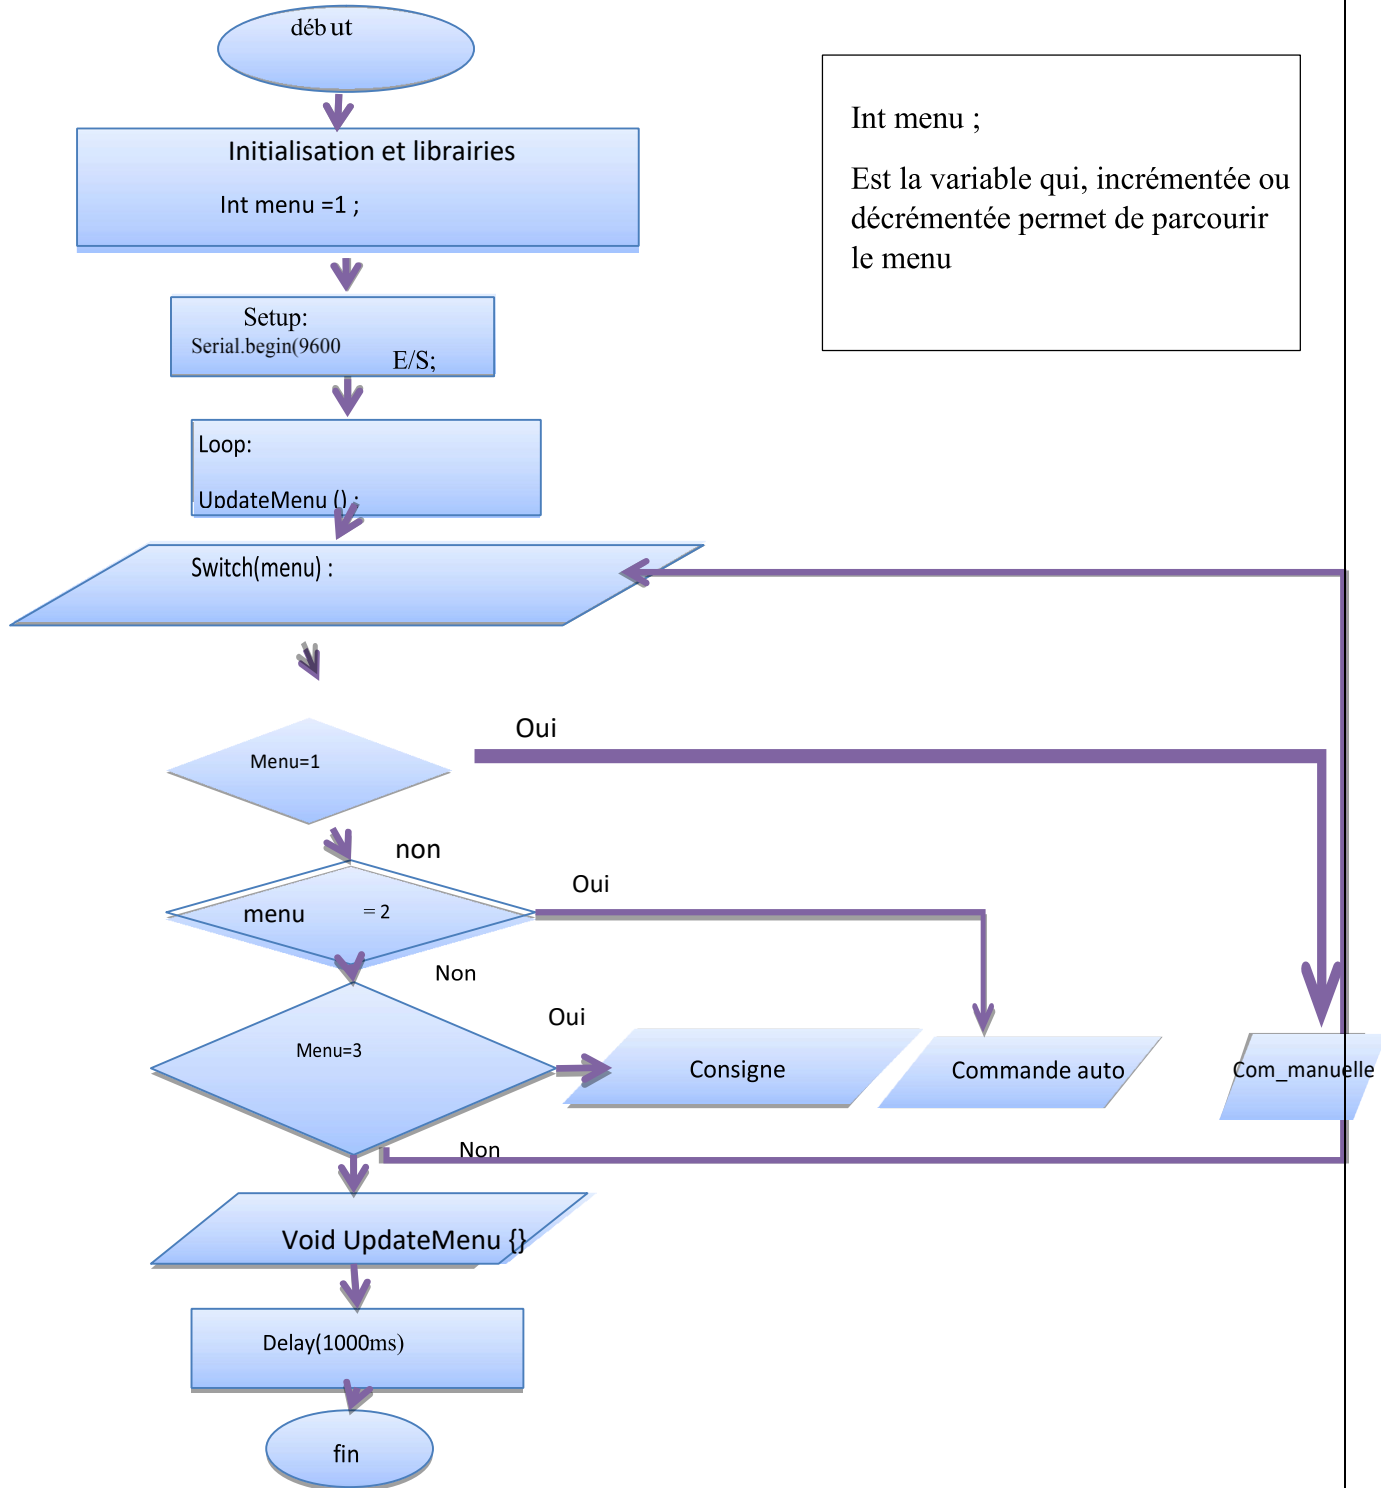 début
Initialisation et librairies
Int menu =1 ;
Setup:
Serial.begin(9600
E/S;
Loop:
UpdateMenu () ;
Switch(menu) :
Int menu ;
Est la variable qui, incrémentée ou
décrémentée permet de parcourir
le menu
Oui
Menu=1
non
Oui
menu = 2
Non
Oui
Menu=3
Consigne
Commande auto
Com_manuelle
Non
Void UpdateMenu {}
Delay(1000ms)
fin